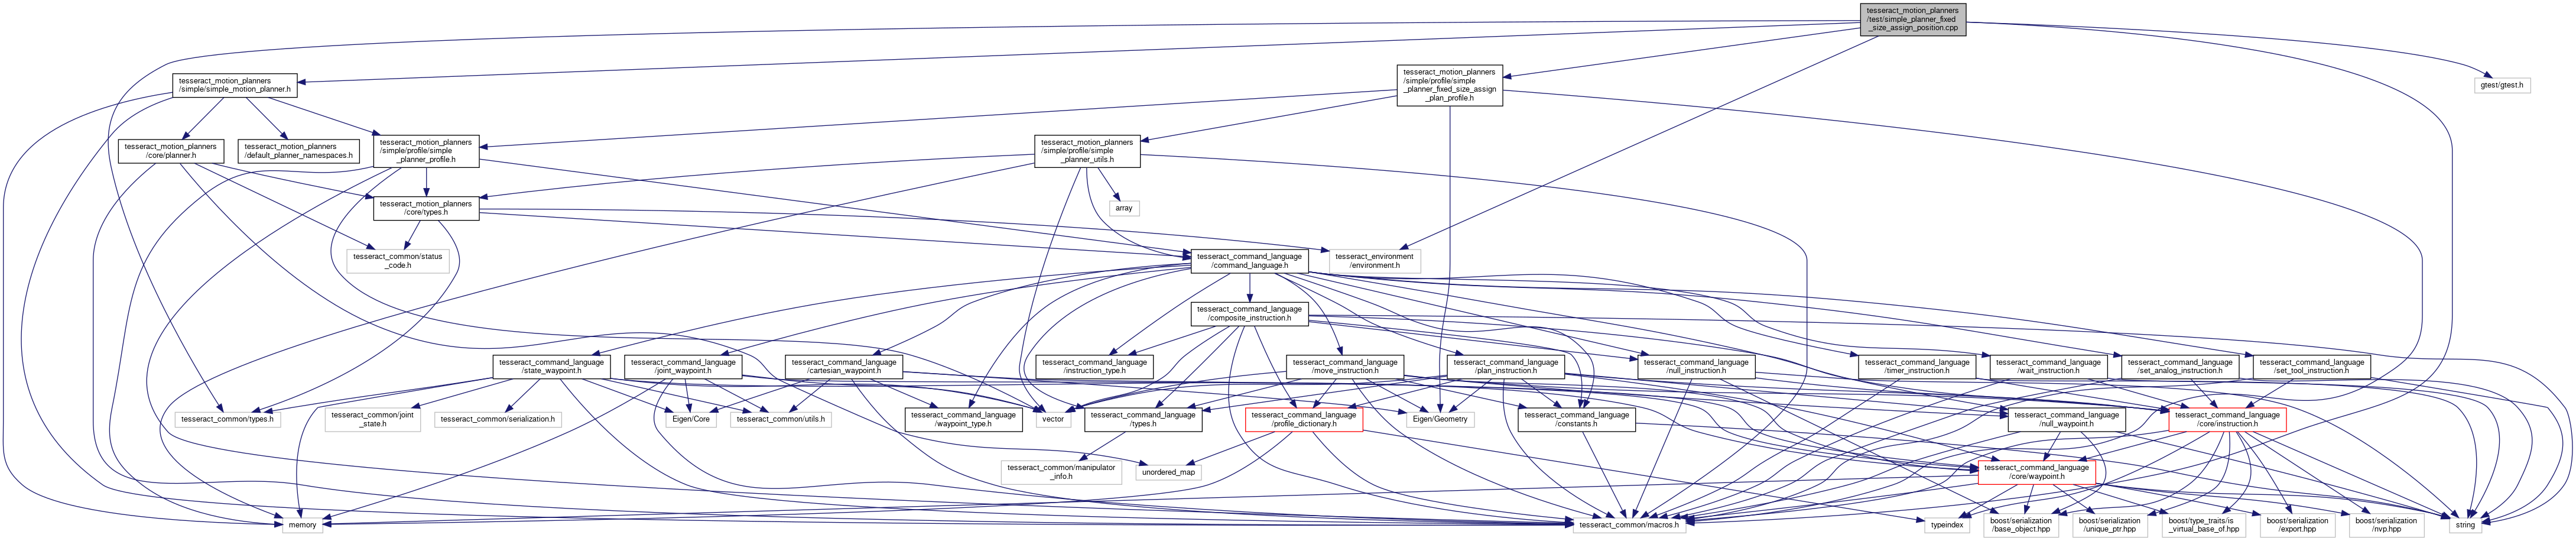 tesseract_motion_planners
/test/simple_planner_fixed
_size_assign_position.cpp
tesseract_motion_planners
/simple/simple_motion_planner.h
tesseract_motion_planners
/simple/profile/simple
_planner_fixed_size_assign
_plan_profile.h
gtest/gtest.h
tesseract_motion_planners
/core/planner.h
tesseract_motion_planners
/default_planner_namespaces.h
tesseract_motion_planners
/simple/profile/simple
_planner_profile.h
tesseract_motion_planners
/simple/profile/simple
_planner_utils.h
tesseract_motion_planners
/core/types.h
array
tesseract_common/status
_code.h
tesseract_command_language
/command_language.h
tesseract_environment
/environment.h
tesseract_command_language
/composite_instruction.h
tesseract_command_language
/state_waypoint.h
tesseract_command_language
/joint_waypoint.h
tesseract_command_language
/cartesian_waypoint.h
tesseract_command_language
/instruction_type.h
tesseract_command_language
/move_instruction.h
tesseract_command_language
/plan_instruction.h
tesseract_command_language
/null_instruction.h
tesseract_command_language
/timer_instruction.h
tesseract_command_language
/wait_instruction.h
tesseract_command_language
/set_analog_instruction.h
tesseract_command_language
/set_tool_instruction.h
tesseract_common/types.h
tesseract_common/joint
_state.h
tesseract_common/serialization.h
Eigen/Core
tesseract_common/utils.h
tesseract_command_language
/waypoint_type.h
vector
tesseract_command_language
/types.h
tesseract_command_language
/profile_dictionary.h
Eigen/Geometry
tesseract_command_language
/constants.h
tesseract_command_language
/null_waypoint.h
tesseract_command_language
/core/instruction.h
tesseract_common/manipulator
_info.h
unordered_map
tesseract_command_language
/core/waypoint.h
memory
tesseract_common/macros.h
typeindex
boost/serialization
/base_object.hpp
boost/serialization
/unique_ptr.hpp
boost/type_traits/is
_virtual_base_of.hpp
boost/serialization
/export.hpp
boost/serialization
/nvp.hpp
string